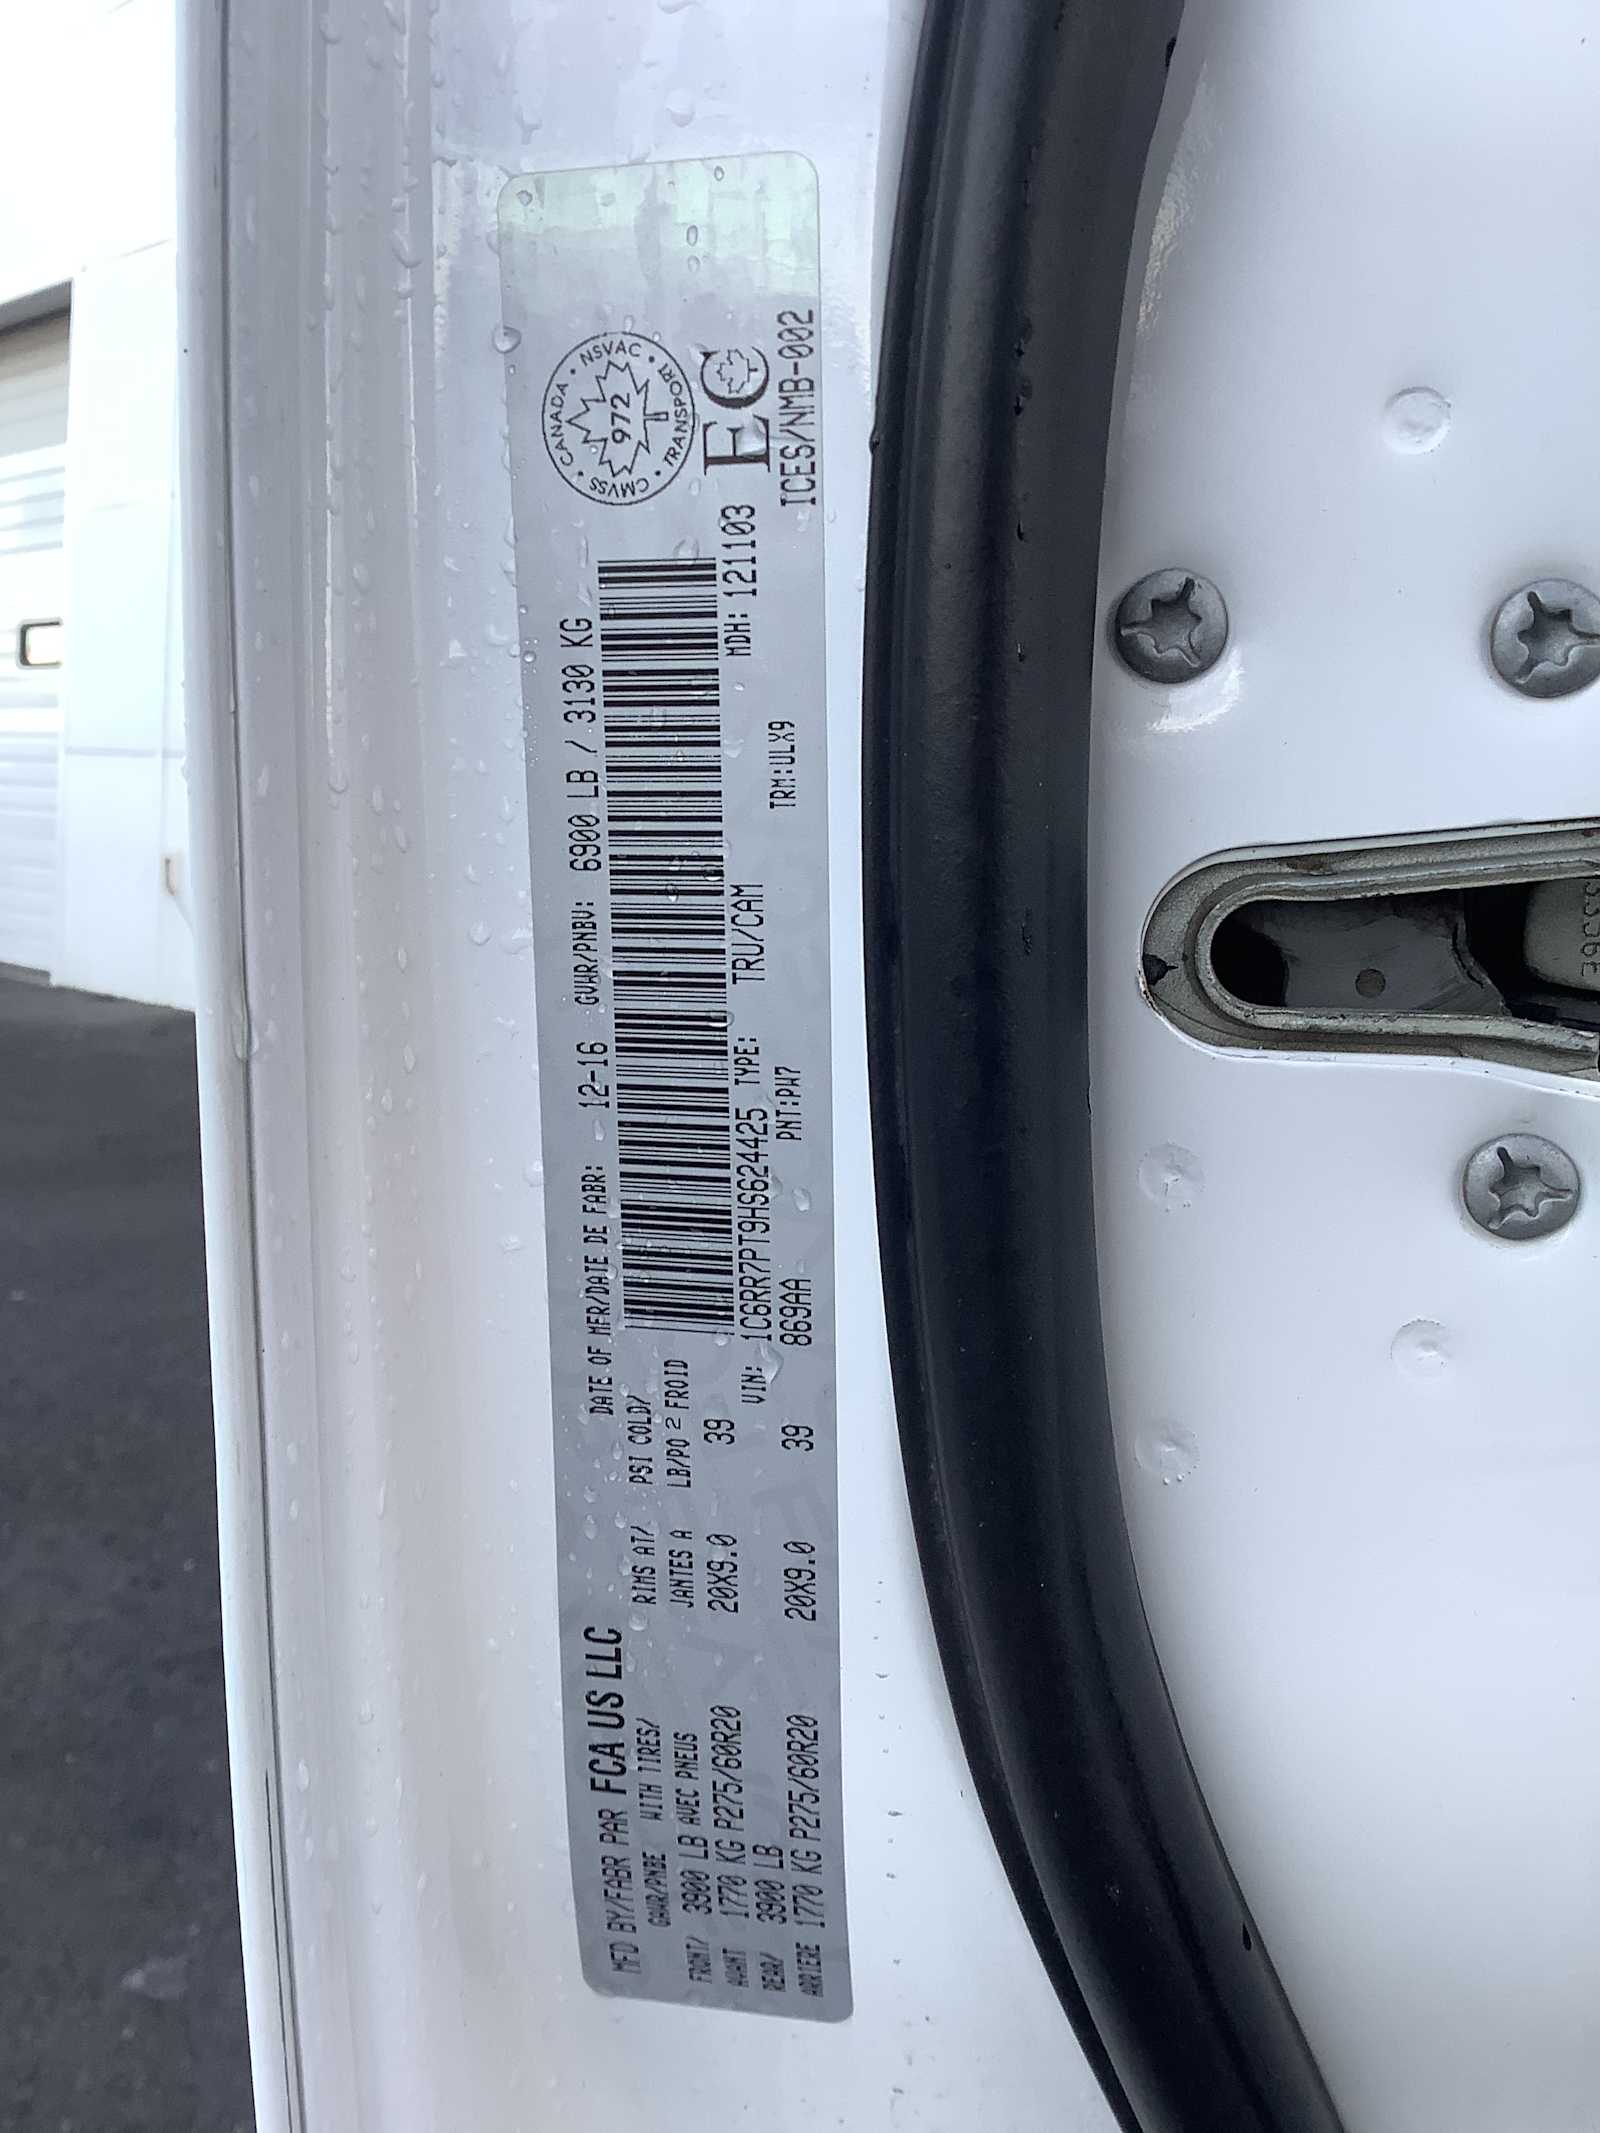 MFD BY/FABR PAR FCA US LLC
DATE OF MFR/DATE DE FABR: 12-16 GVWR/PNBV: 6900 LB / 3130 KG
GAWR/PNBE WITH TIRES/ RIMS AT/ PSI COLD/
FRONT/ 3900 LB AVEC PNEUS JANTES A LB/PO 2 FROID
AVANT 1770 KG P275/60R20 20X9.0 39
REAR/ 3900 LB
ARRIERE 1770 KG P275/60R20 20X9.0 39
VIN: 1C6RR7PT9HS624425 TYPE: TRU/CAM MDH: 121103
869AA PNT:PW7 TRM:ULX9
CANADA • NSVAC • TRANSPORT • CMVSS •
972
EC
ICES/NMB-002